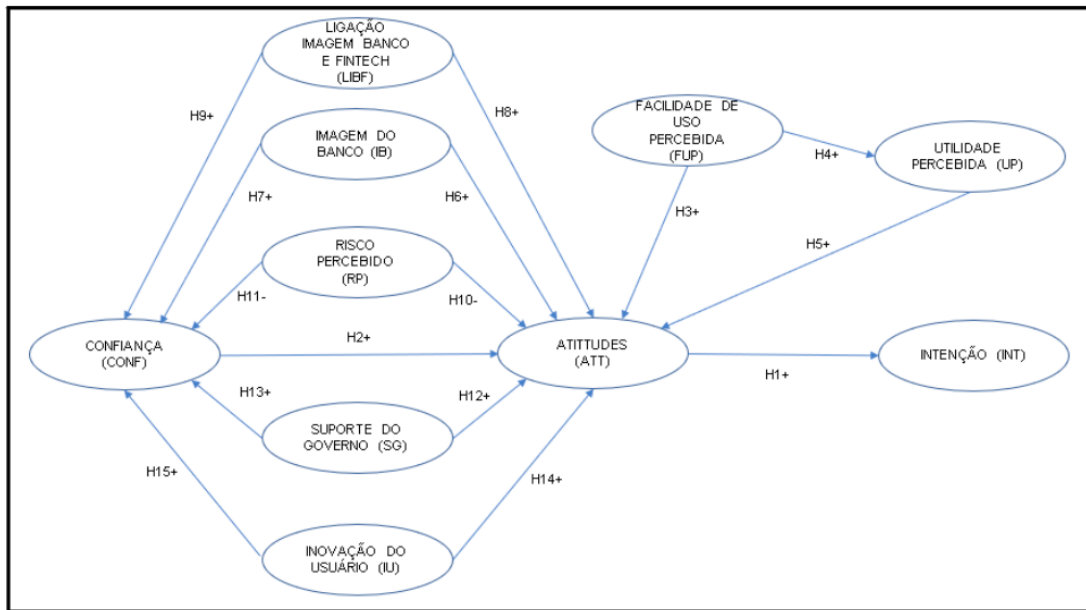 LIGAÇÃO
IMAGEM BANCO
E FINTECH
(LIBF)
H9+
H8+
FACILIDADE DE
USO
PERCEBIDA
(FUP)
IMAGEM DO
BANCO (IB)
H4+
UTILIDADE
PERCEBIDA (UP)
H7+
H6+
H3+
RISCO
PERCEBIDO
(RP)
H5+
H11-
H10-
H2+
CONFIANÇA
(CONF)
ATITTUDES
(ATT)
INTENÇÃO (INT)
H1+
H13+
H12+
SUPORTE DO
GOVERNO (SG)
H15+
H14+
INOVAÇÃO DO
USUÁRIO (IU)